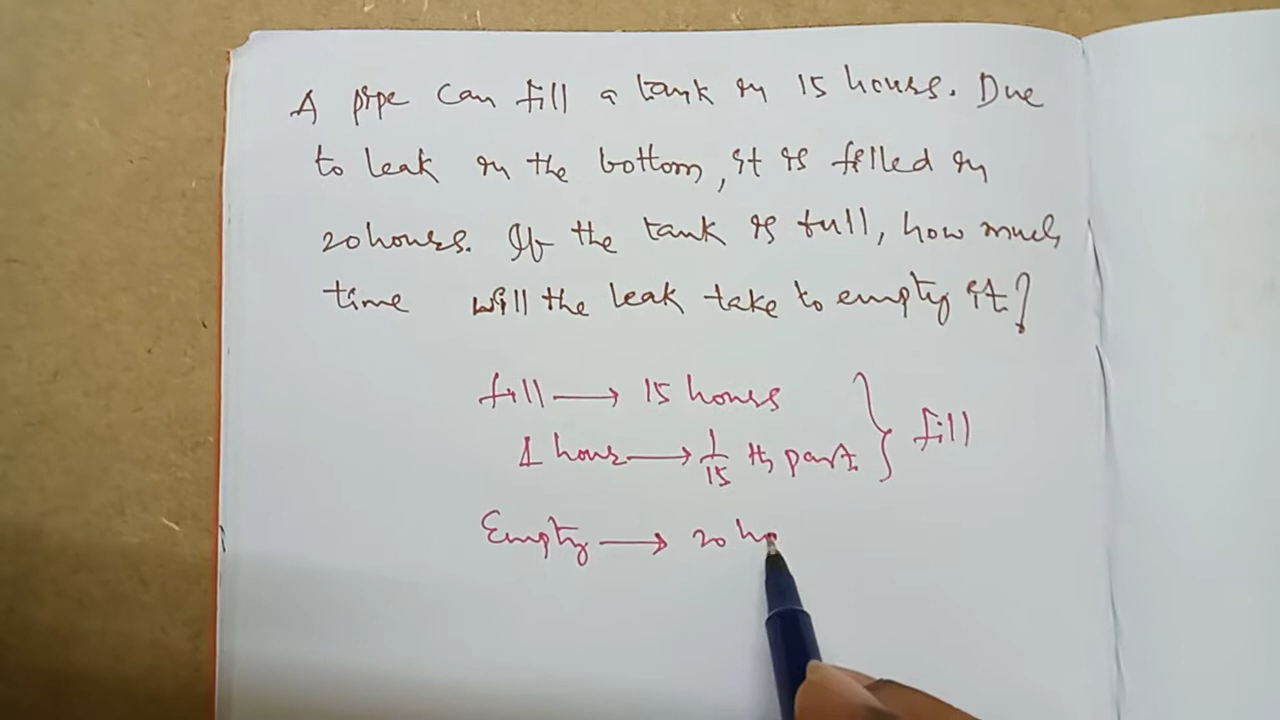 A pipe can fill a tank in 15 hours. Due
to leak in the bottom, it is filled in
20 hours. If the tank is full, how much
time will the leak take to empty it?
fill → 15 hours
1 hour → 1/15 th part } fill
Empty → 20 ho